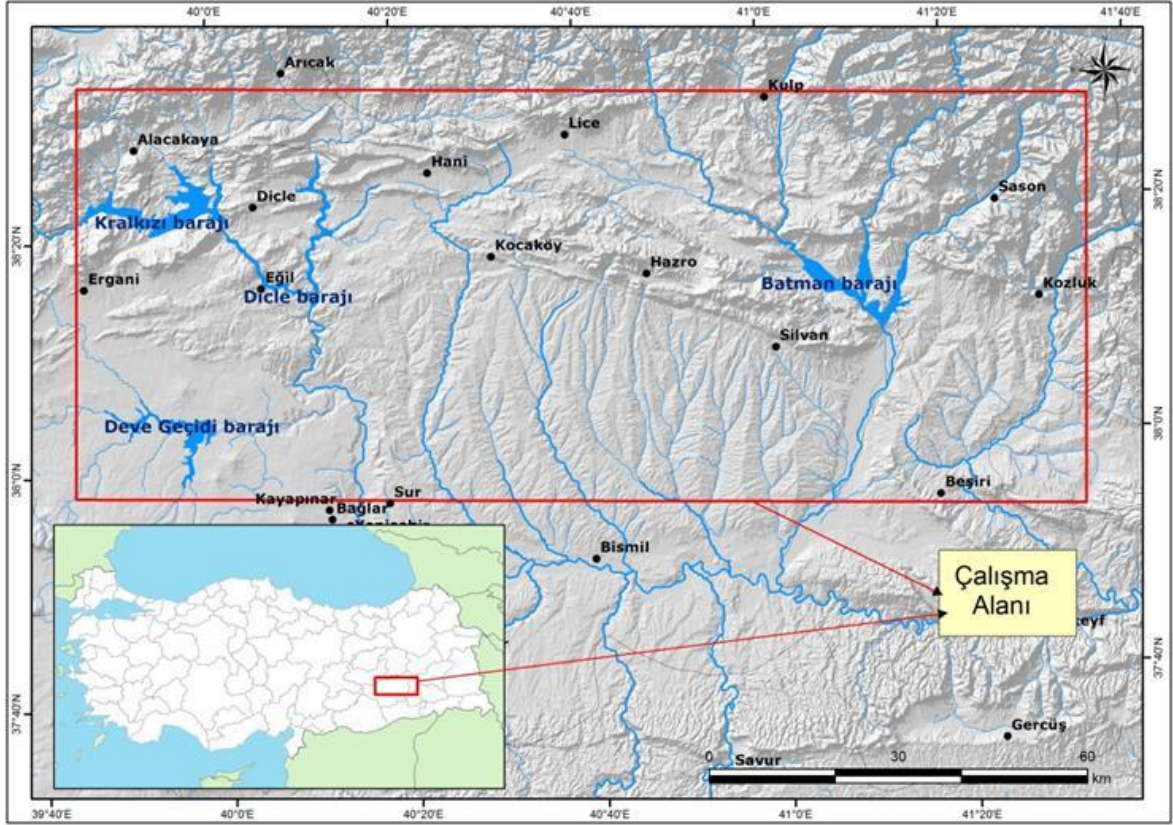 40°0'E
40°20'E
40°40'E
41°0'E
41°20'E
41°40'E
Arıcak
Kulp
Lice
Alacakaya
Hani
Dicle
Sason
38°20'N
Kralkızı barajı
38°20'N
Kocaköy
Hazro
Ergani
Eğil
Dicle barajı
Batman barajı
Kozluk
Silvan
Deve Geçidi barajı
38°0'N
38°0'N
Beşiri
Sur
Kayapınar
Bağlar
Bismil
Çalışma
Alanı
eyf
37°40'N
37°40'N
Gercüş
Savur
0 30 60
km
39°40'E
40°0'E
40°20'E
40°40'E
41°0'E
41°20'E